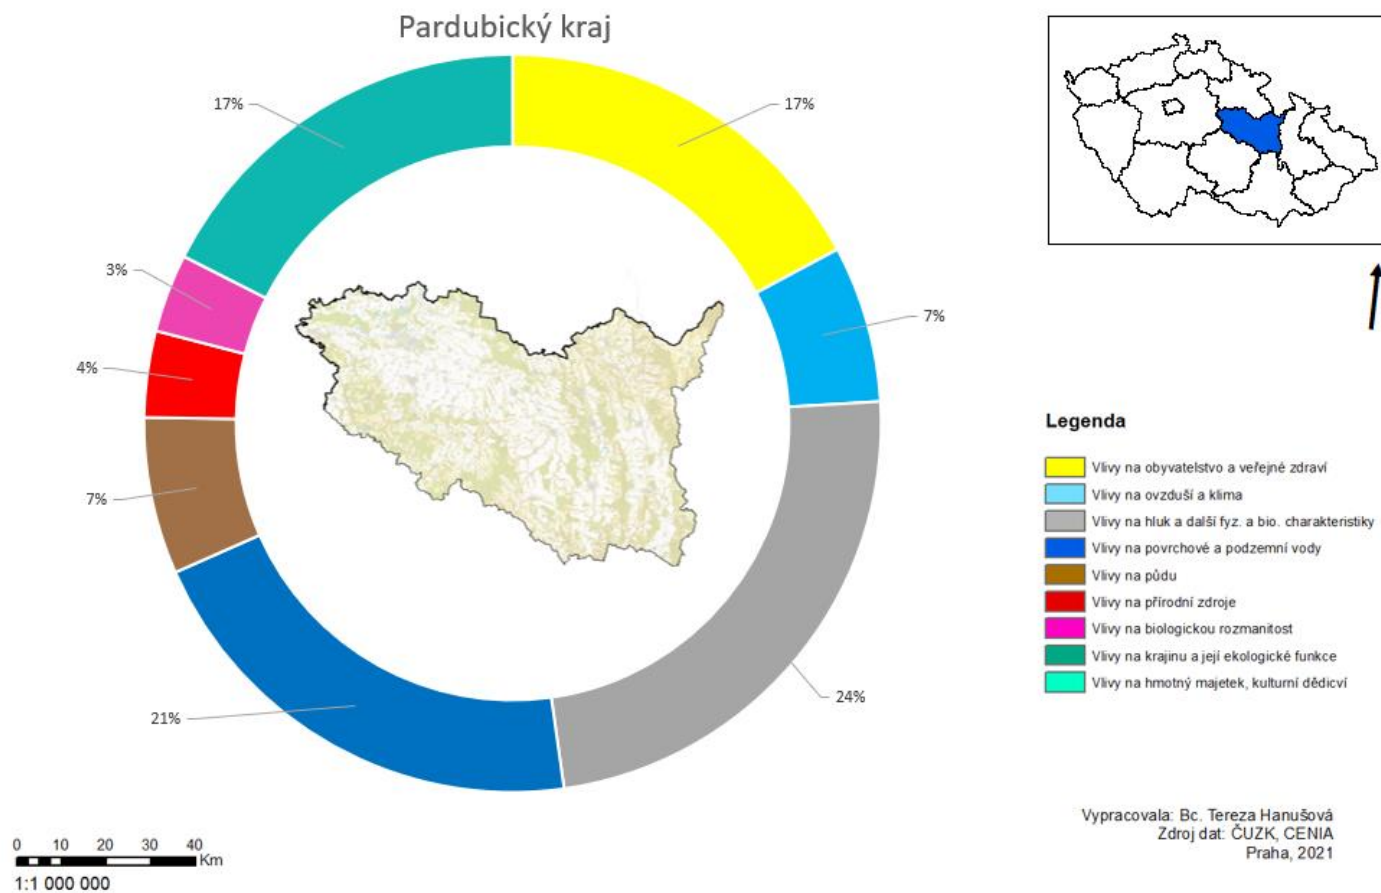 Pardubický kraj
17%
17%
3%
7%
4%
7%
24%
21%
Legenda
Vlivy na obyvatelstvo a veřejné zdraví
Vlivy na ovzduší a klima
Vlivy na hluk a další fyz. a bio. charakteristiky
Vlivy na povrchové a podzemní vody
Vlivy na půdu
Vlivy na přírodní zdroje
Vlivy na biologickou rozmanitost
Vlivy na krajinu a její ekologické funkce
Vlivy na hmotný majetek, kulturní dědicví
Vypracovala: Bc. Tereza Hanušová
Zdroj dat: ČUZK, CENIA
Praha, 2021
0 10 20 30 40
Km
1:1 000 000